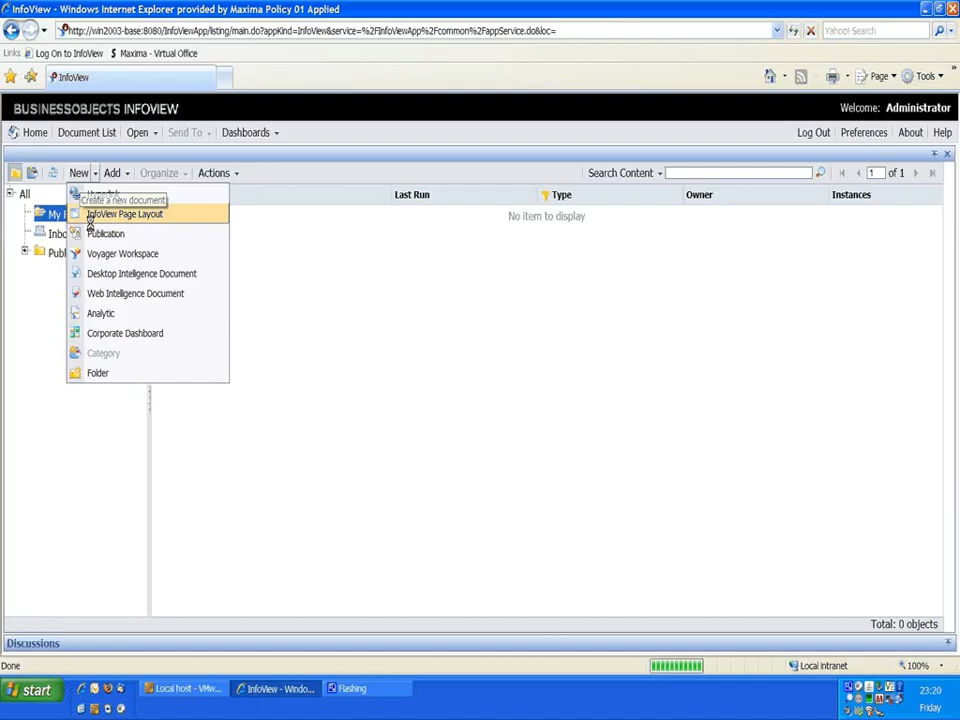 InfoView - Windows Internet Explorer provided by Maxima Policy 01 Applied
http://win2003-base:8080/InfoViewApp/listing/main.do?appKind=InfoView&service=%2FInfoViewApp%2Fcommon%2FappService.do&loc=
Yahoo! Search
Links Log On to InfoView Maxima - Virtual Office
InfoView
Page Tools
BUSINESSOBJECTS INFOVIEW
Welcome: Administrator
Home Document List Open Send To Dashboards
Log Out Preferences About Help
New Add Organize Actions
Search Content 1 of 1
All
Last Run Type Owner Instances
Create a new document
My
InfoView Page Layout
No item to display
Inbo
Publication
Publ
Voyager Workspace
Desktop Intelligence Document
Web Intelligence Document
Analytic
Corporate Dashboard
Category
Folder
Total: 0 objects
Discussions
Done
Local intranet
100%
start
Local host - VMw...
InfoView - Windo...
Flashing
23:20
Friday